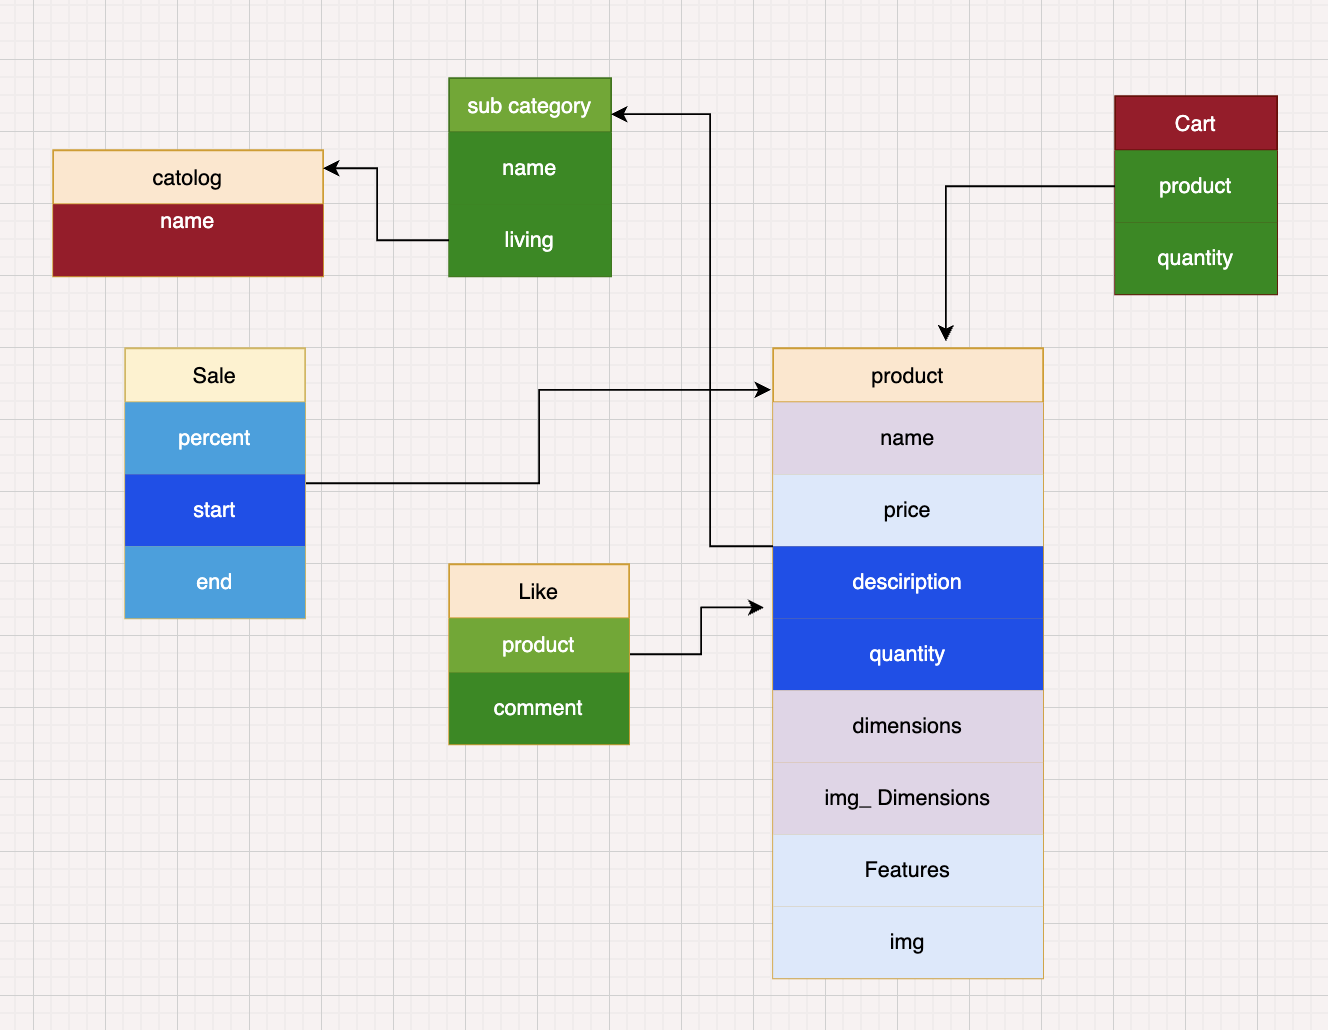 catolog
name
sub category
name
living
Cart
product
quantity
Sale
percent
start
end
Like
product
comment
product
name
price
desciription
quantity
dimensions
img_ Dimensions
Features
img